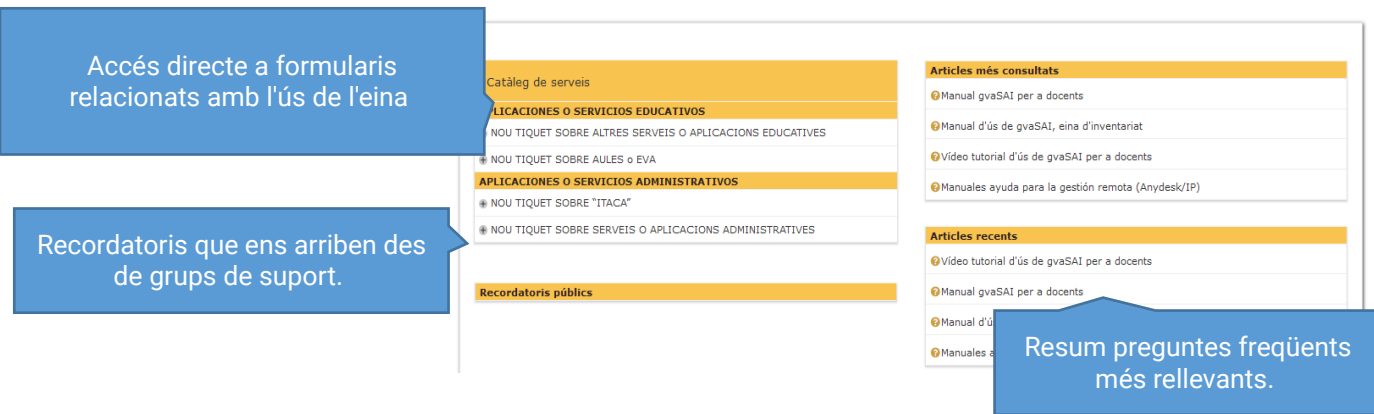 Accés directe a formularis
relacionats amb l'ús de l'eina
Catàleg de serveis
PLICACIONES O SERVICIOS EDUCATIVOS
NOU TIQUET SOBRE ALTRES SERVEIS O APLICACIONS EDUCATIVES
NOU TIQUET SOBRE AULES o EVA
APLICACIONES O SERVICIOS ADMINISTRATIVOS
NOU TIQUET SOBRE "ITACA"
NOU TIQUET SOBRE SERVEIS O APLICACIONS ADMINISTRATIVES
Recordatoris que ens arriben des
de grups de suport.
Recordatoris públics
Articles més consultats
Manual gvaSAI per a docents
Manual d'ús de gvaSAI, eina d'inventariat
Vídeo tutorial d'ús de gvaSAI per a docents
Manuales ayuda para la gestión remota (Anydesk/IP)
Articles recents
Vídeo tutorial d'ús de gvaSAI per a docents
Manual gvaSAI per a docents
Manual d'ú
Manuales a
Resum preguntes freqüents
més rellevants.